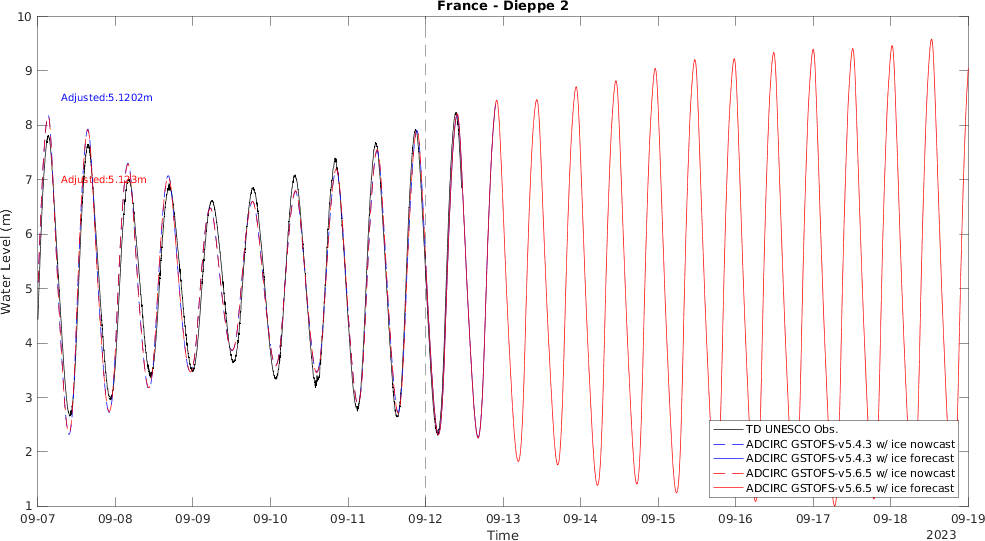 France - Dieppe 2
10
9
8
7
6
5
4
3
2
1
Water Level (m)
Adjusted:5.1202m
Adjusted:5.123m
TD UNESCO Obs.
ADCIRC GSTOFS-v5.4.3 w/ ice nowcast
ADCIRC GSTOFS-v5.4.3 w/ ice forecast
ADCIRC GSTOFS-v5.6.5 w/ ice nowcast
ADCIRC GSTOFS-v5.6.5 w/ ice forecast
09-07 09-08 09-09 09-10 09-11 09-12 09-13 09-14 09-15 09-16 09-17 09-18 09-19
Time
2023